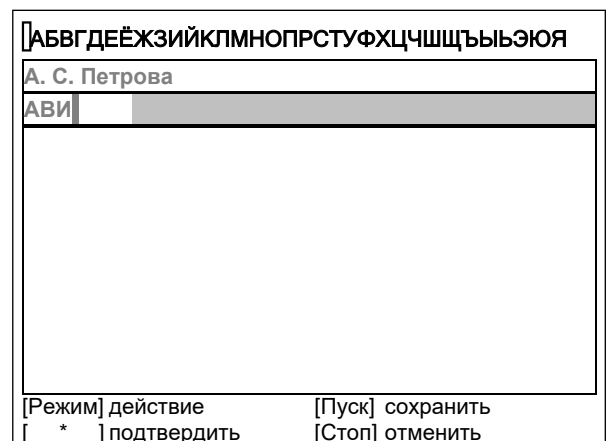 АБВГДЕЁЖЗИЙКЛМНОПРСТУФХЦЧШЩЪЫЬЭЮЯ
А. С. Петрова
АВИ
[Режим] действие [Пуск] сохранить
[ * ] подтвердить [Стоп] отменить